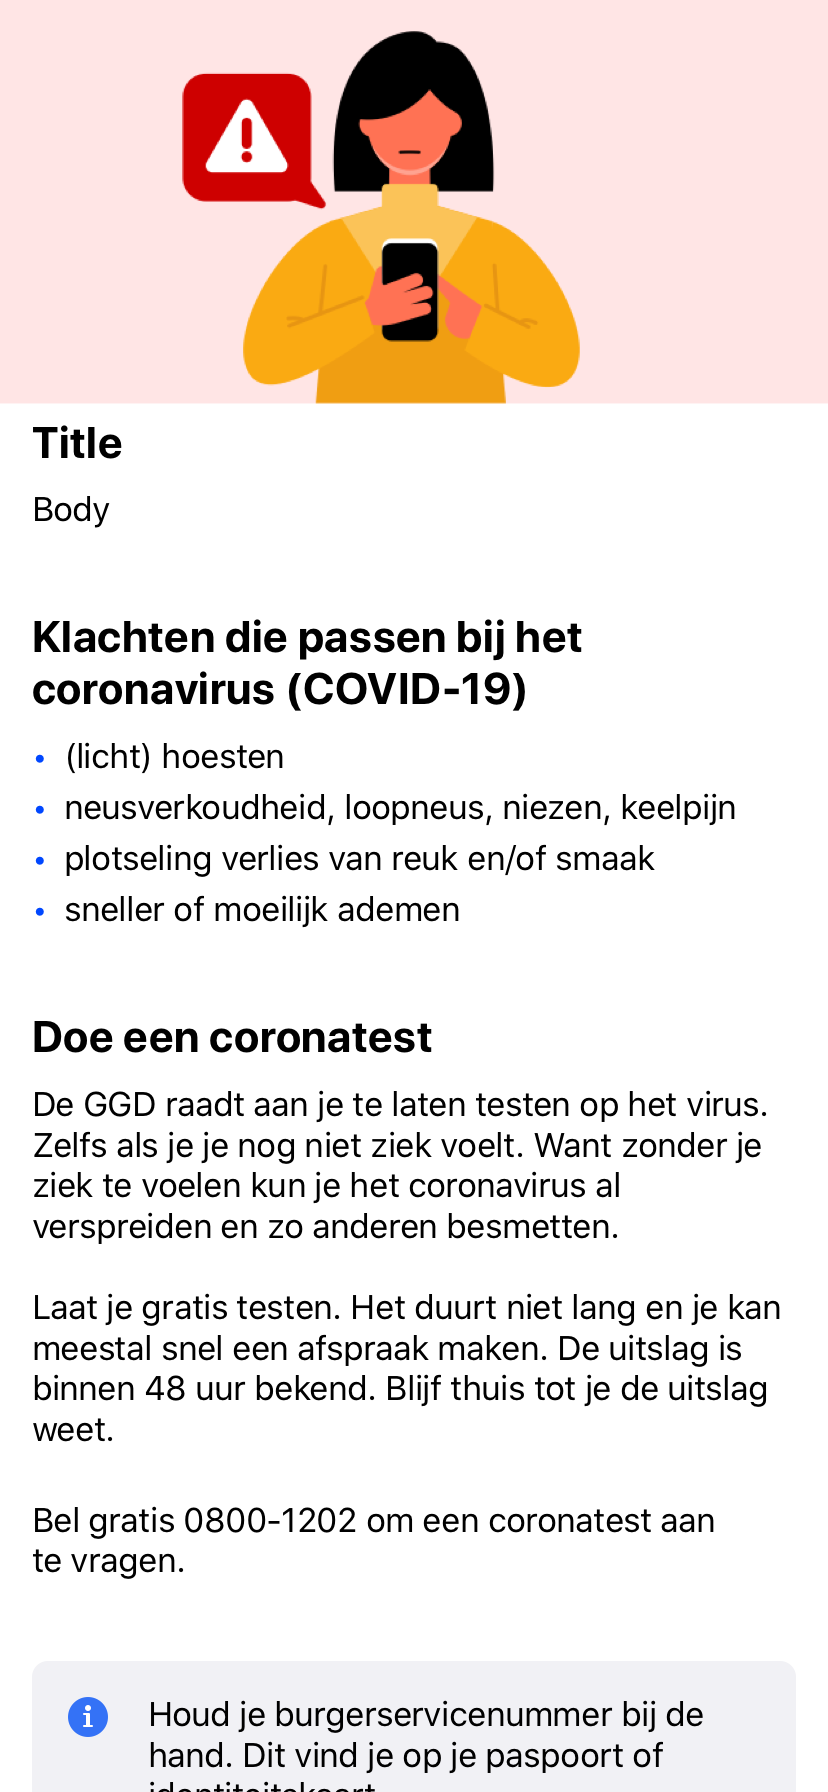 Title
Body
Klachten die passen bij het
coronavirus (COVID-19)
• (licht) hoesten
• neusverkoudheid, loopneus, niezen, keelpijn
• plotseling verlies van reuk en/of smaak
• sneller of moeilijk ademen
Doe een coronatest
De GGD raadt aan je te laten testen op het virus.
Zelfs als je je nog niet ziek voelt. Want zonder je
ziek te voelen kun je het coronavirus al
verspreiden en zo anderen besmetten.
Laat je gratis testen. Het duurt niet lang en je kan
meestal snel een afspraak maken. De uitslag is
binnen 48 uur bekend. Blijf thuis tot je de uitslag
weet.
Bel gratis 0800-1202 om een coronatest aan
te vragen.
Houd je burgerservicenummer bij de
hand. Dit vind je op je paspoort of
identiteitskaart.